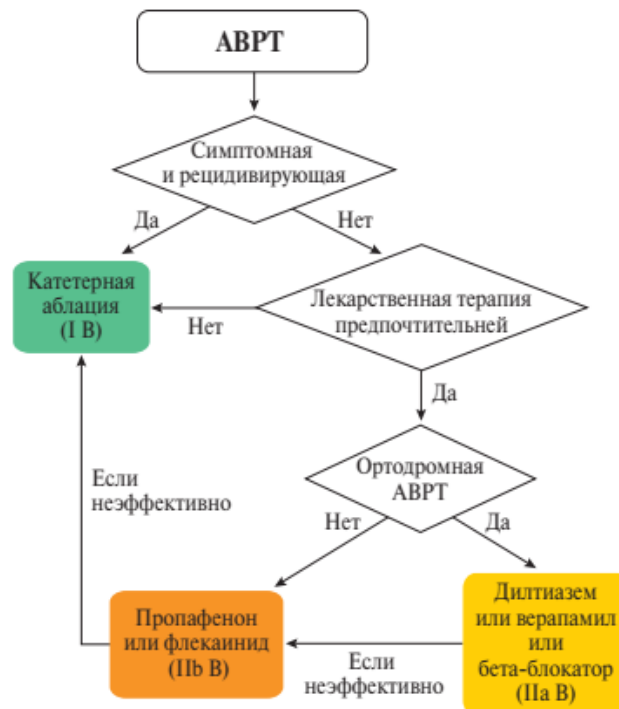 АВРТ
Симптомная
и рецидивирующая
Да
Нет
Катетерная
аблация
(I B)
Нет
Лекарственная терапия
предпочтительней
Да
Ортодромная
АВРТ
Если
неэффективно
Нет
Да
Пропафенон
или флекаинид
(IIb B)
Если
неэффективно
Дилтиазем
или верапамил
или
бета-блокатор
(IIa B)